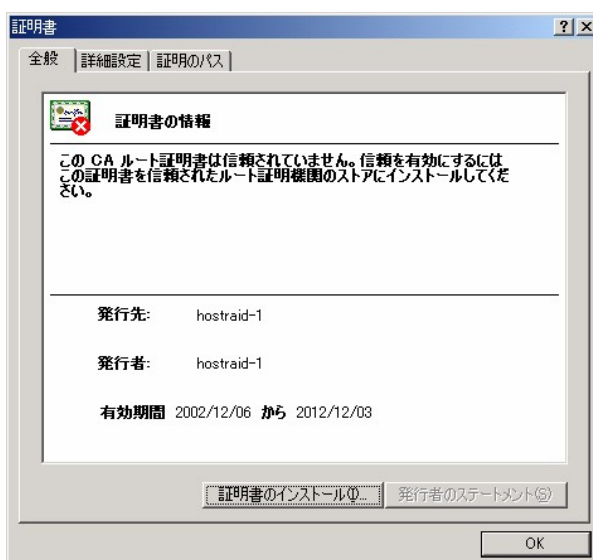 証明書
全般
詳細設定
証明のパス
証明書の情報
この CA ルート証明書は信頼されていません。信頼を有効にするには
この証明書を信頼されたルート証明機関のストアにインストールしてくだ
さい。
発行先: hostraid-1
発行者: hostraid-1
有効期間 2002/12/06 から 2012/12/03
証明書のインストール(I)...
発行者のステートメント(S)
OK